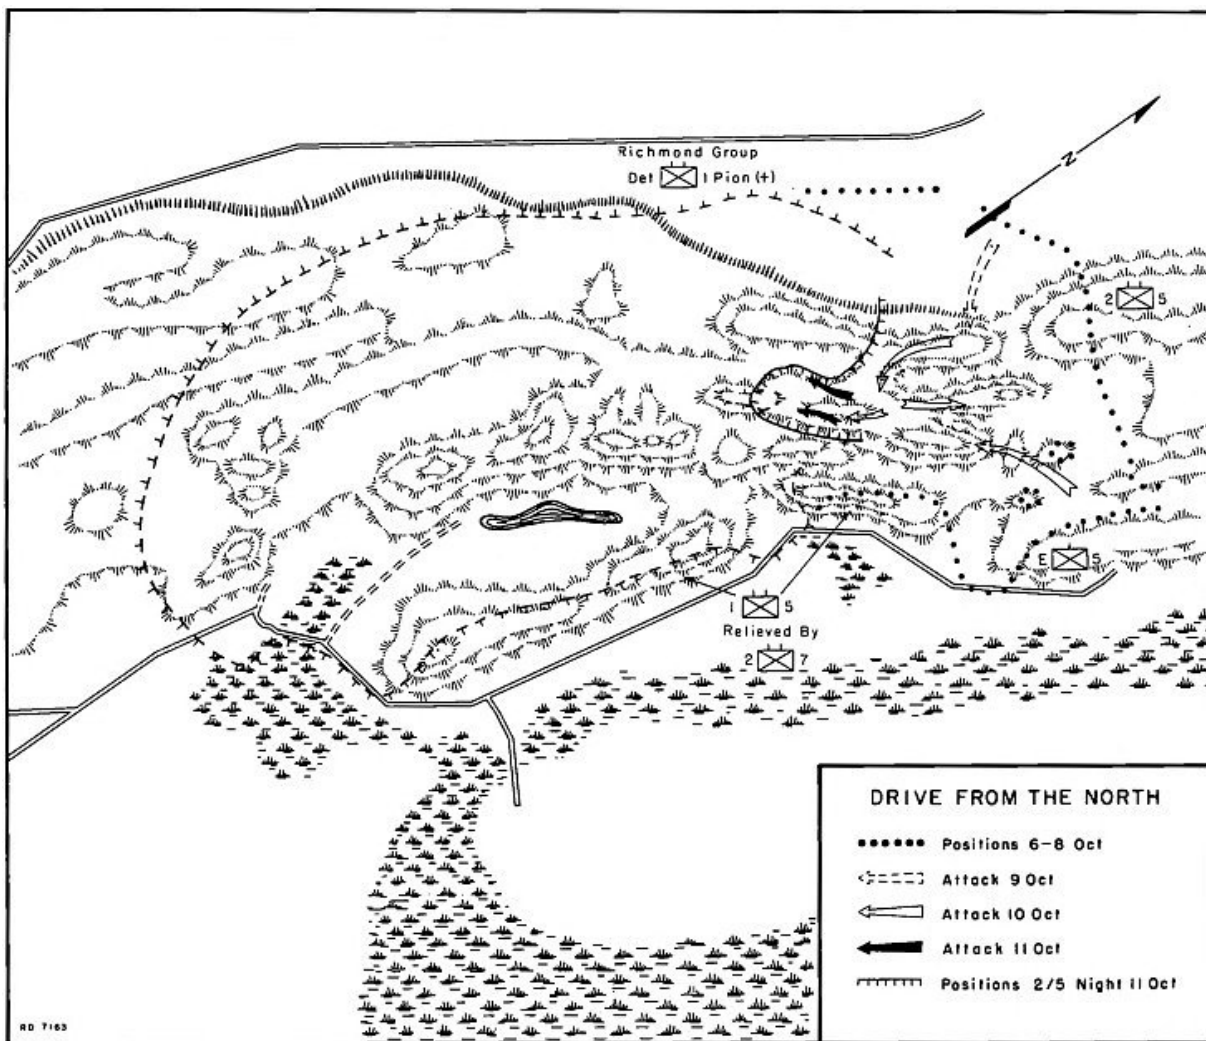 Richmond Group
Det 1 Pion (+)
N
2 5
E 5
1 5
Relieved By
2 7
DRIVE FROM THE NORTH
Positions 6-8 Oct
Attack 9 Oct
Attack 10 Oct
Attack 11 Oct
Positions 2/5 Night 11 Oct
RD 7163